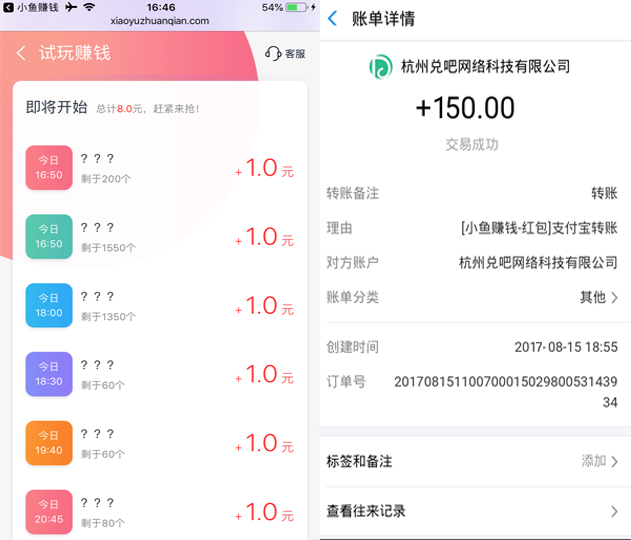 小鱼赚钱
16:46
54%
xiaoyuzhuanqian.com
试玩赚钱
客服
即将开始 总计8.0元，赶紧来抢！
今日
16:50
？？？
剩于200个
+1.0元
今日
16:50
？？？
剩于1550个
+1.0元
今日
18:00
？？？
剩于1350个
+1.0元
今日
18:30
？？？
剩于60个
+1.0元
今日
19:40
？？？
剩于60个
+1.0元
今日
20:45
？？？
剩于80个
+1.0元
账单详情
杭州兑吧网络科技有限公司
+150.00
交易成功
转账备注 转账
理由 [小鱼赚钱-红包]支付宝转账
对方账户 杭州兑吧网络科技有限公司
账单分类 其他
创建时间 2017-08-15 18:55
订单号 201708151100700015029800531439
34
标签和备注 添加
查看往来记录